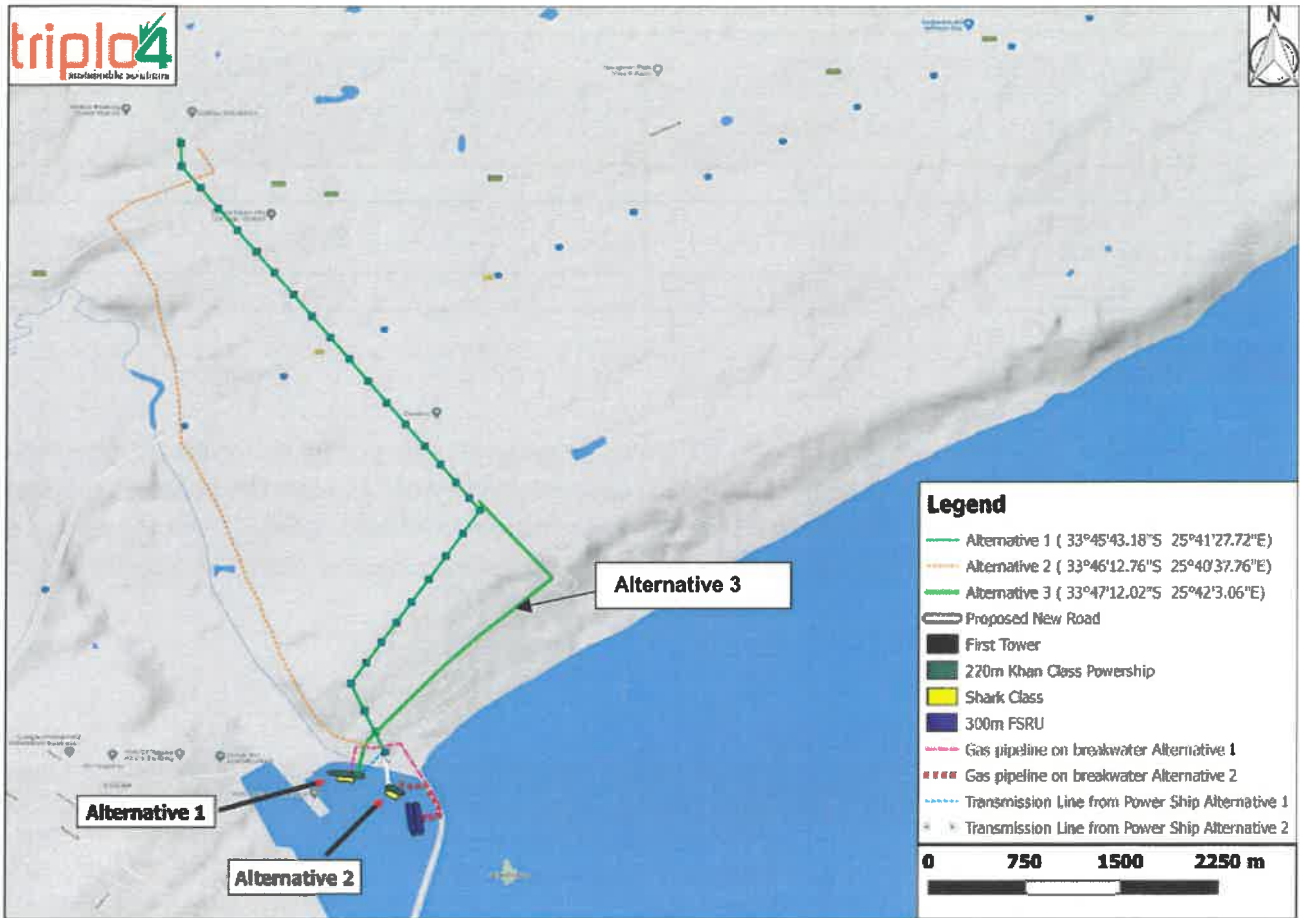 triplo4
sustainable solutions
N
Alternative 3
Alternative 1
Alternative 2
Legend
Alternative 1 ( 33°45'43.18"S 25°41'27.72"E)
Alternative 2 ( 33°46'12.76"S 25°40'37.76"E)
Alternative 3 ( 33°47'12.02"S 25°42'3.06"E)
Proposed New Road
First Tower
220m Khan Class Powership
Shark Class
300m FSRU
Gas pipeline on breakwater Alternative 1
Gas pipeline on breakwater Alternative 2
Transmission Line from Power Ship Alternative 1
Transmission Line from Power Ship Alternative 2
0 750 1500 2250 m